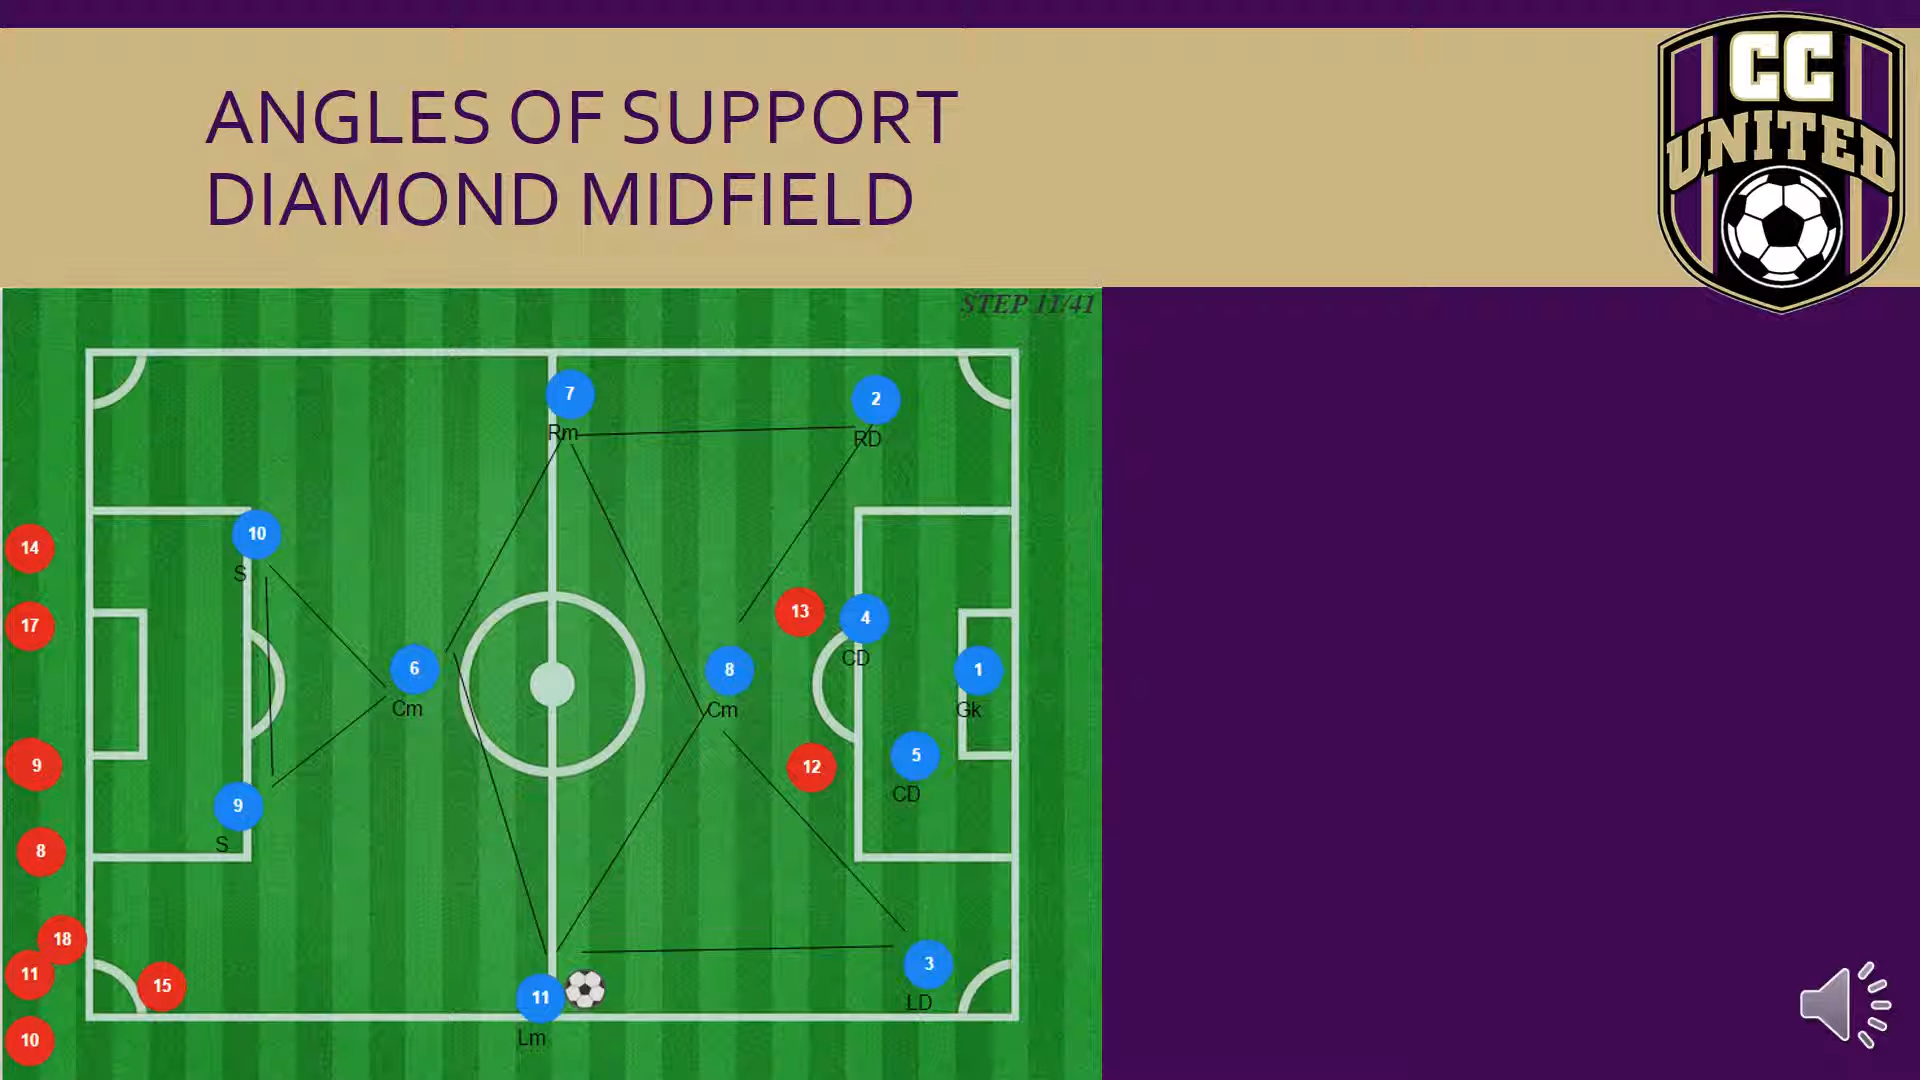 CC
UNITED
ANGLES OF SUPPORT
DIAMOND MIDFIELD
STEP 11/41
7
Rm
2
RD
10
S
14
17
13
4
CD
6
Cm
8
Cm
1
Gk
9
12
5
CD
9
S
8
18
11
15
3
LD
11
Lm
10